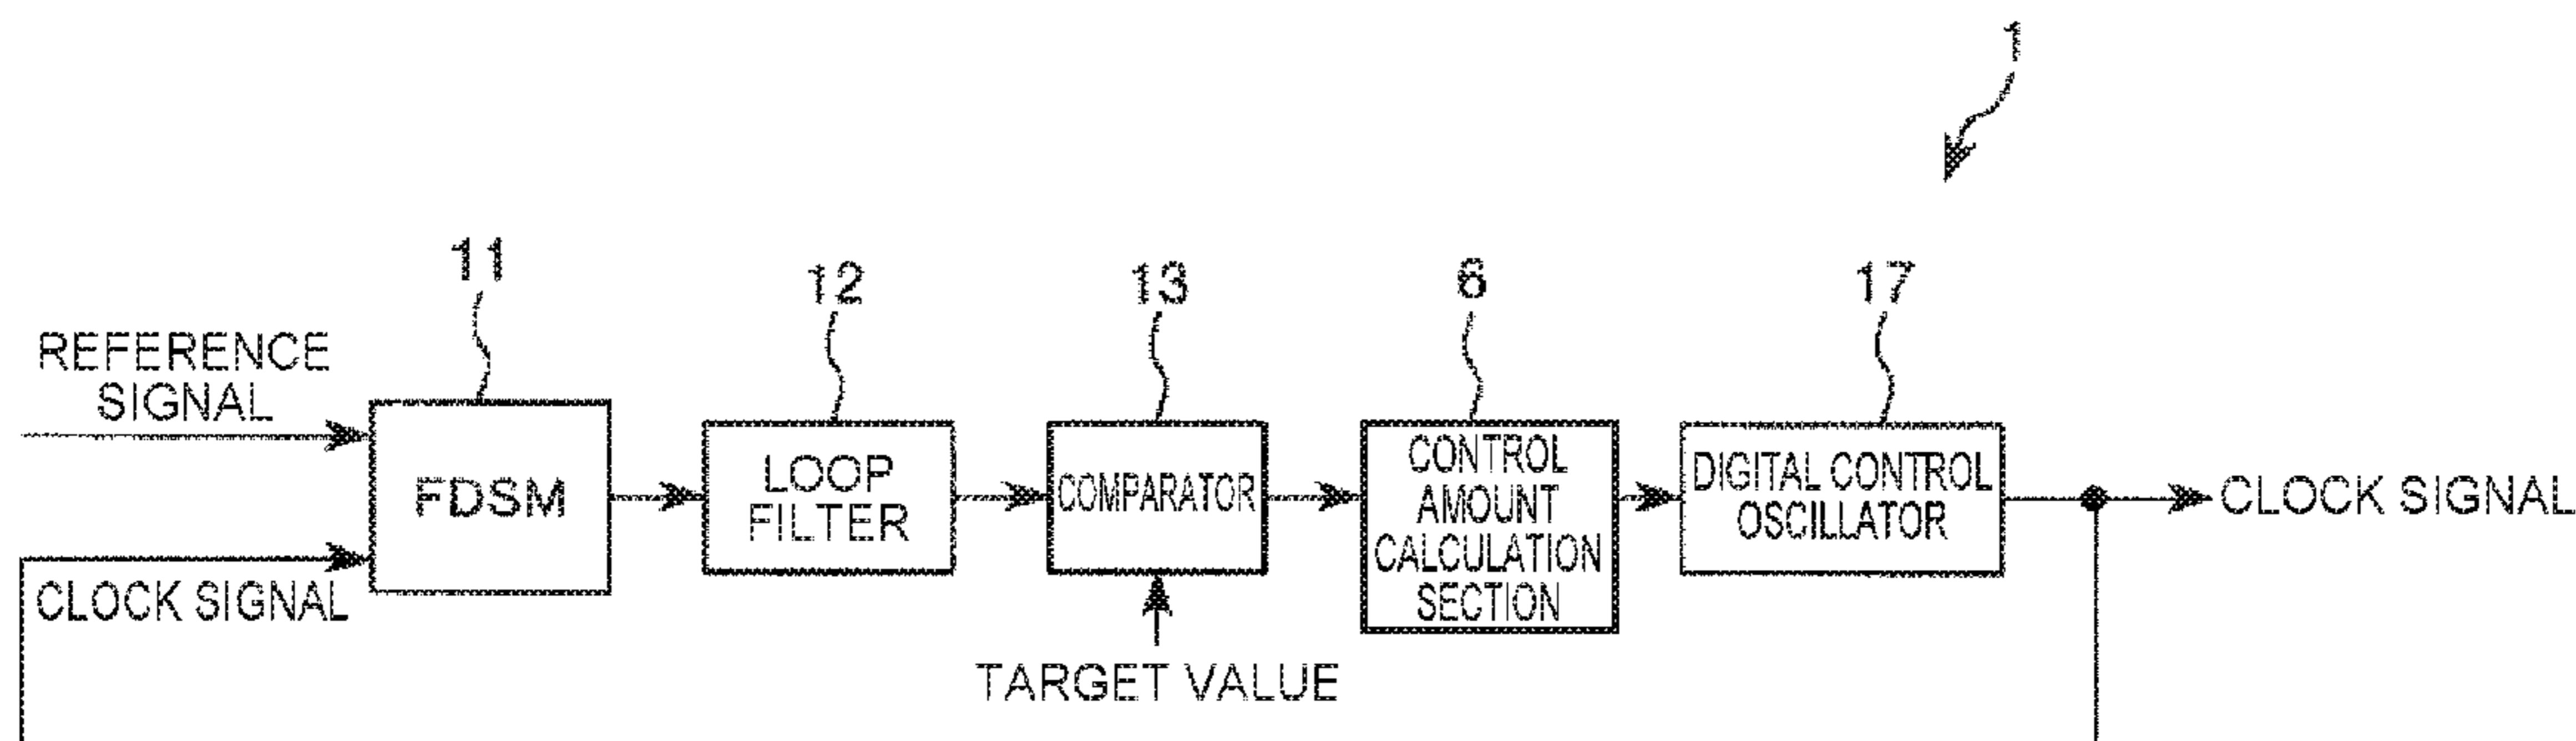 1
11
12
13
6
17
REFERENCE
SIGNAL
CLOCK SIGNAL
FDSM
LOOP
FILTER
COMPARATOR
TARGET VALUE
CONTROL
AMOUNT
CALCULATION
SECTION
DIGITAL CONTROL
OSCILLATOR
CLOCK SIGNAL